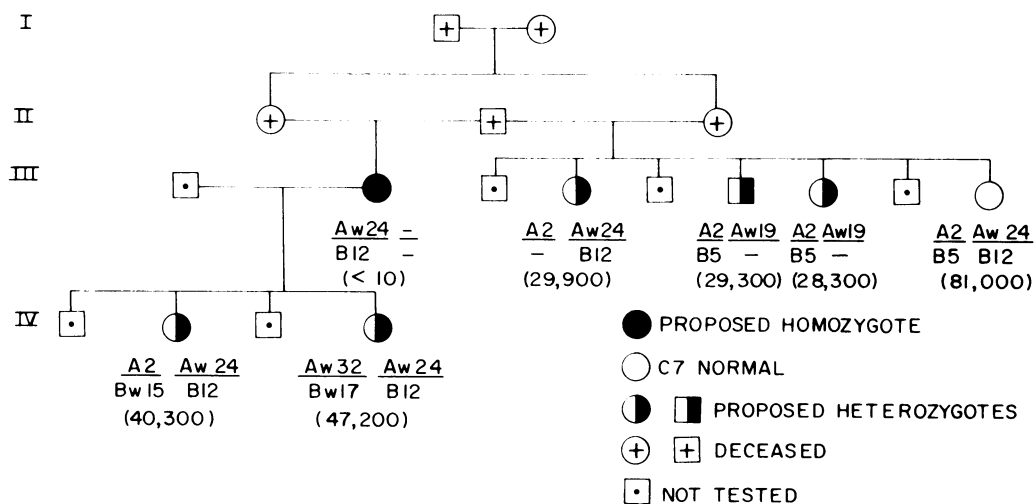 I
II
III
Aw24 -
B12 -
(< 10)
A2 Aw24
- B12
(29,900)
A2 Aw19
B5 -
(29,300)
A2 Aw19
B5 -
(28,300)
A2 Aw 24
B5 B12
(81,000)
IV
A2 Aw 24
Bw 15 B12
(40,300)
Aw 32 Aw 24
Bw17 B12
(47,200)
PROPOSED HOMOZYGOTE
C7 NORMAL
PROPOSED HETEROZYGOTES
DECEASED
NOT TESTED